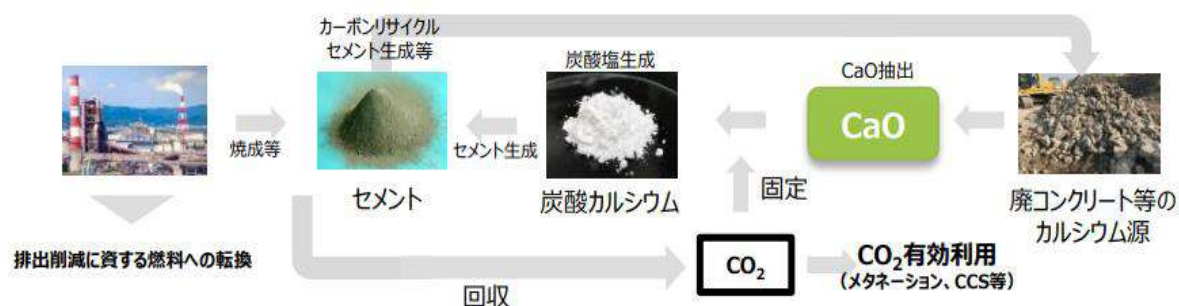 カーボンリサイクル
セメント生成等
炭酸塩生成
CaO抽出
CaO
焼成等
セメント生成
セメント
炭酸カルシウム
固定
廃コンクリート等の
カルシウム源
排出削減に資する燃料への転換
CO₂
CO₂有効利用
（メタネーション、CCS等）
回収